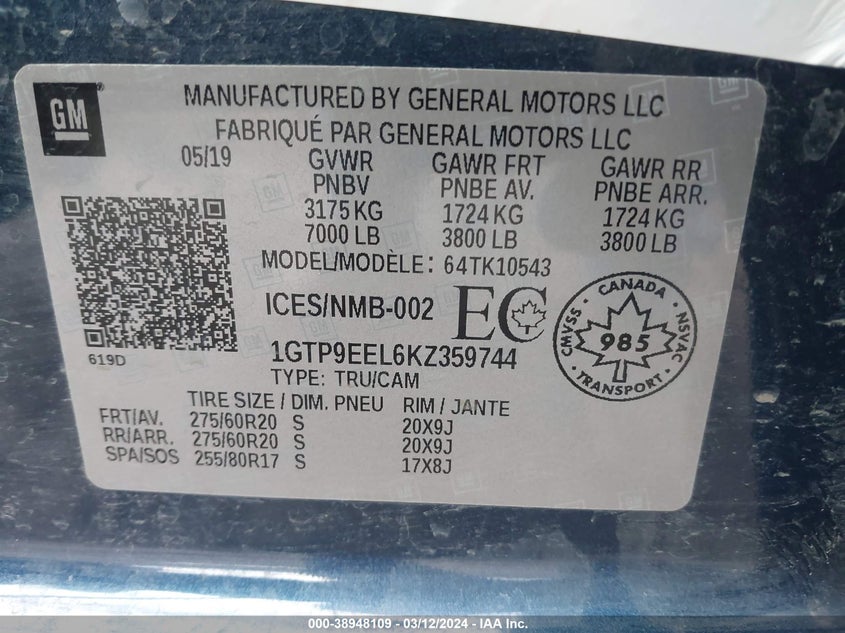 GM
MANUFACTURED BY GENERAL MOTORS LLC
FABRIQUÉ PAR GENERAL MOTORS LLC
05/19 GVWR GAWR FRT GAWR RR
PNBV PNBE AV. PNBE ARR.
3175 KG 1724 KG 1724 KG
7000 LB 3800 LB 3800 LB
MODEL/MODÈLE: 64TK10543
ICES/NMB-002 EC
CANADA
CMVSS 985 NSVAC
TRANSPORT
619D
1GTP9EEL6KZ359744
TYPE: TRU/CAM
TIRE SIZE / DIM. PNEU RIM / JANTE
FRT/AV. 275/60R20 S 20X9J
RR/ARR. 275/60R20 S 20X9J
SPA/SOS 255/80R17 S 17X8J
000-38948109 - 03/12/2024 - IAA Inc.